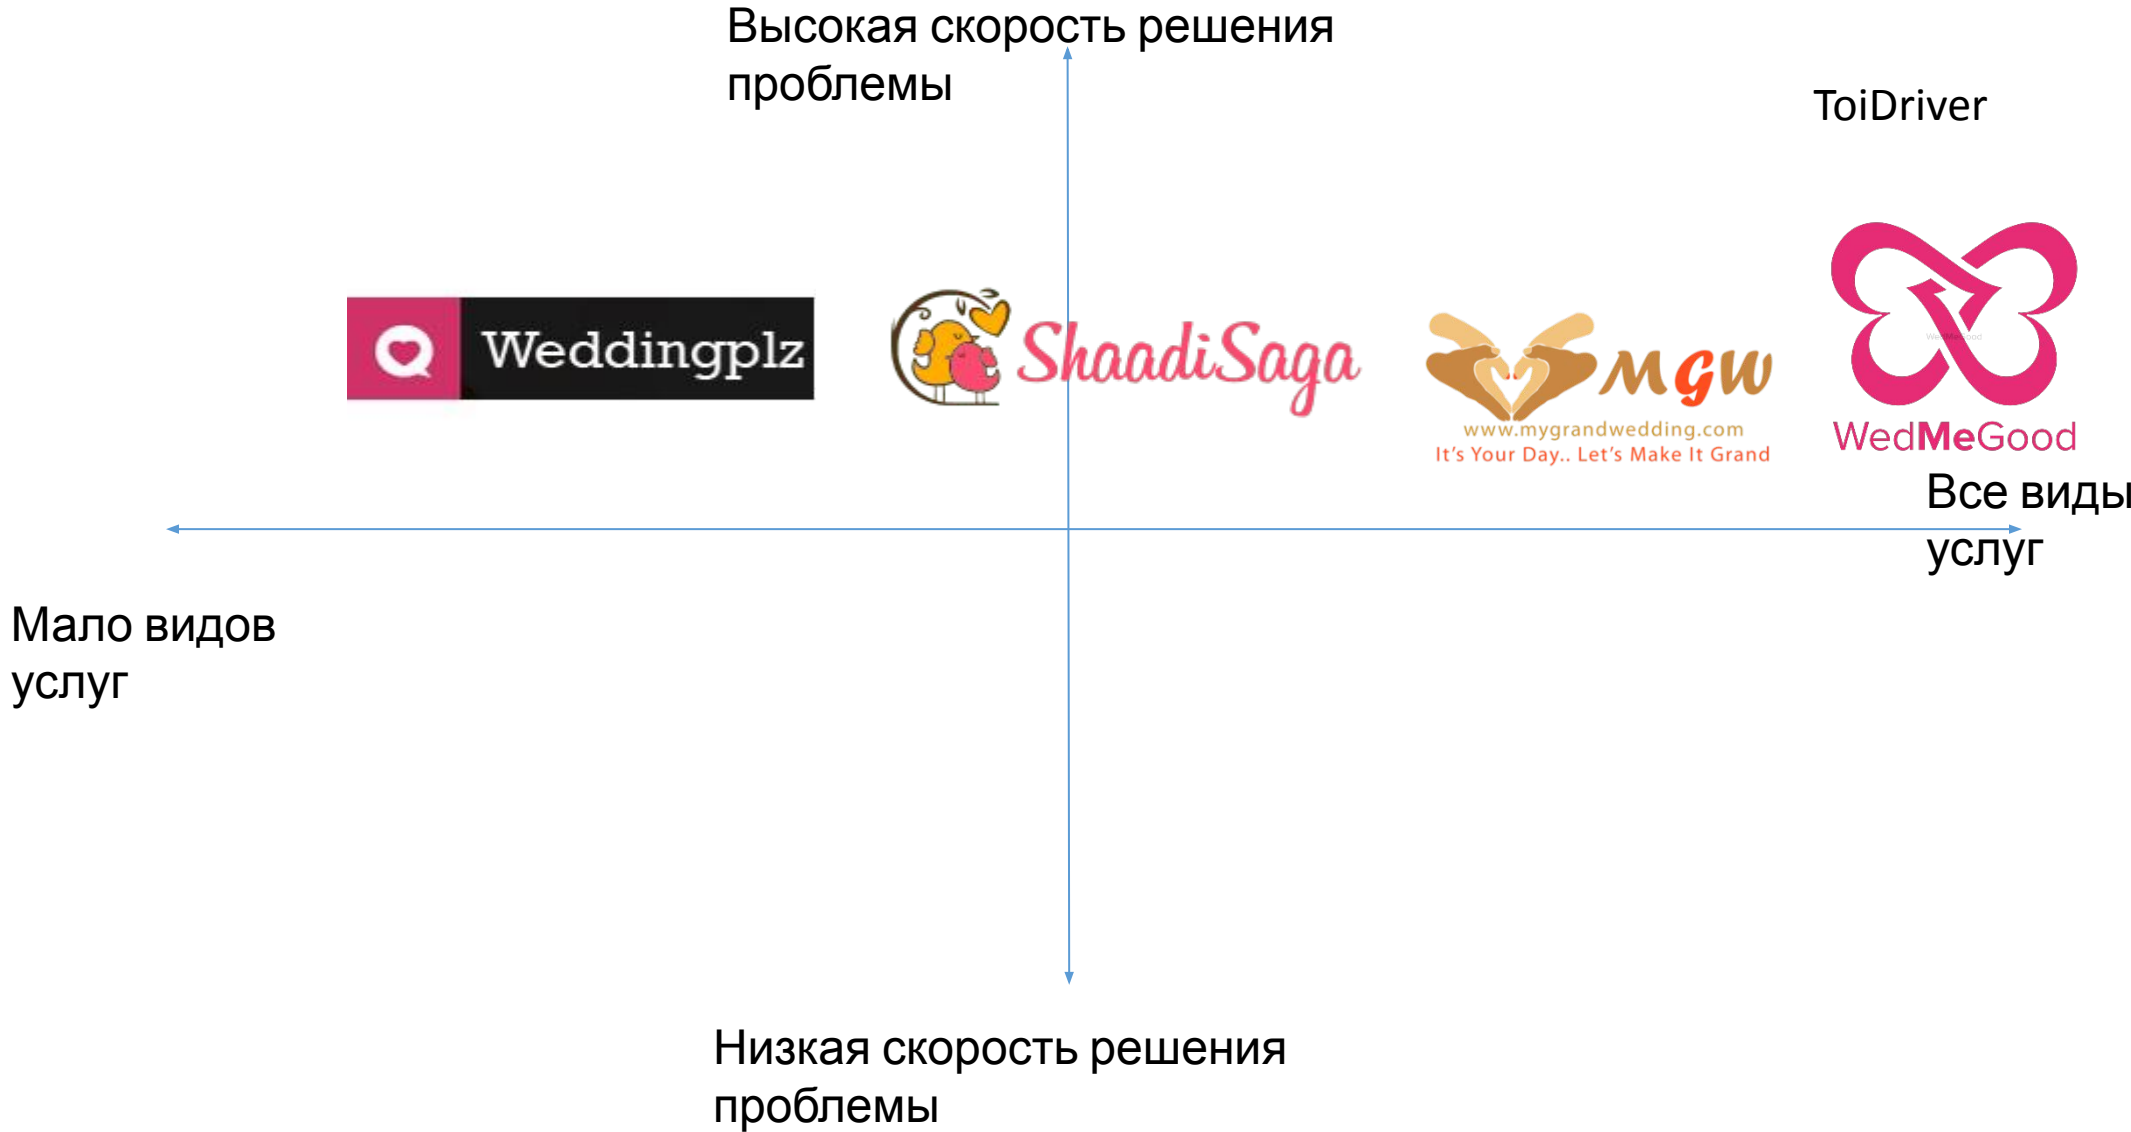 Высокая скорость решения
проблемы
ToiDriver
Weddingplz
ShaadiSaga
MGW
www.mygrandwedding.com
It's Your Day.. Let's Make It Grand
WedMeGood
WedMeGood
Все виды
услуг
Мало видов
услуг
Низкая скорость решения
проблемы